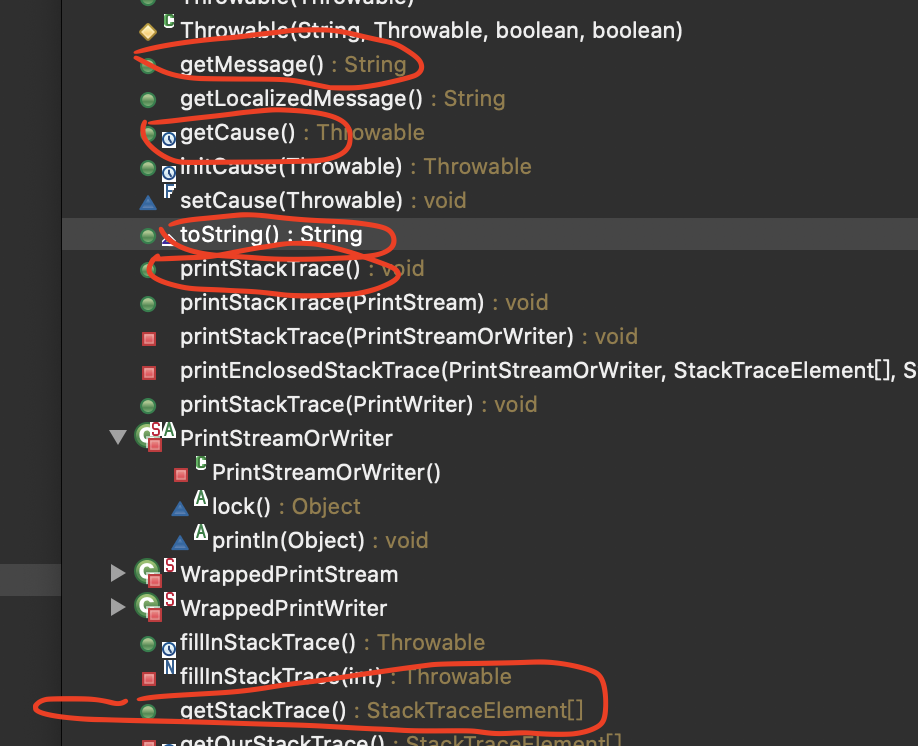 Throwable(Throwable)
Throwable(String, Throwable, boolean, boolean)
getMessage() : String
getLocalizedMessage() : String
getCause() : Throwable
initCause(Throwable) : Throwable
setCause(Throwable) : void
toString() : String
printStackTrace() : void
printStackTrace(PrintStream) : void
printStackTrace(PrintStreamOrWriter) : void
printEnclosedStackTrace(PrintStreamOrWriter, StackTraceElement[], S
printStackTrace(PrintWriter) : void
PrintStreamOrWriter
PrintStreamOrWriter()
lock() : Object
println(Object) : void
WrappedPrintStream
WrappedPrintWriter
fillInStackTrace() : Throwable
fillInStackTrace(int) : Throwable
getStackTrace() : StackTraceElement[]
getOurStackTrace() : StackTraceElement[]